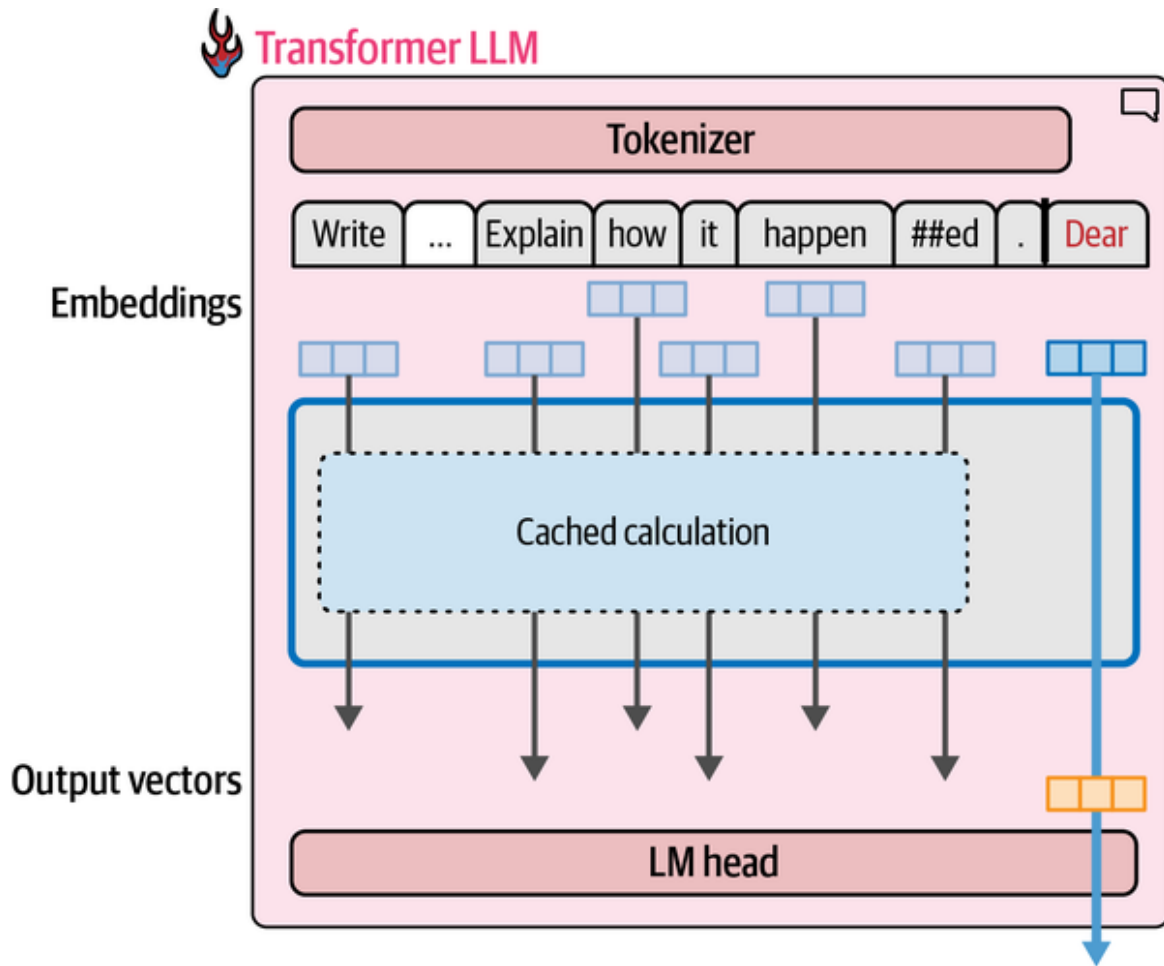 Transformer LLM
Tokenizer
Write ... Explain how it happen ##ed . Dear
Embeddings
Cached calculation
Output vectors
LM head